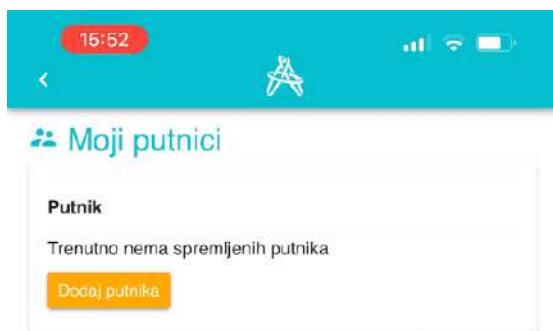 15:52
Moji putnici
Putnik
Trenutno nema spremljenih putnika
Dodaj putnika